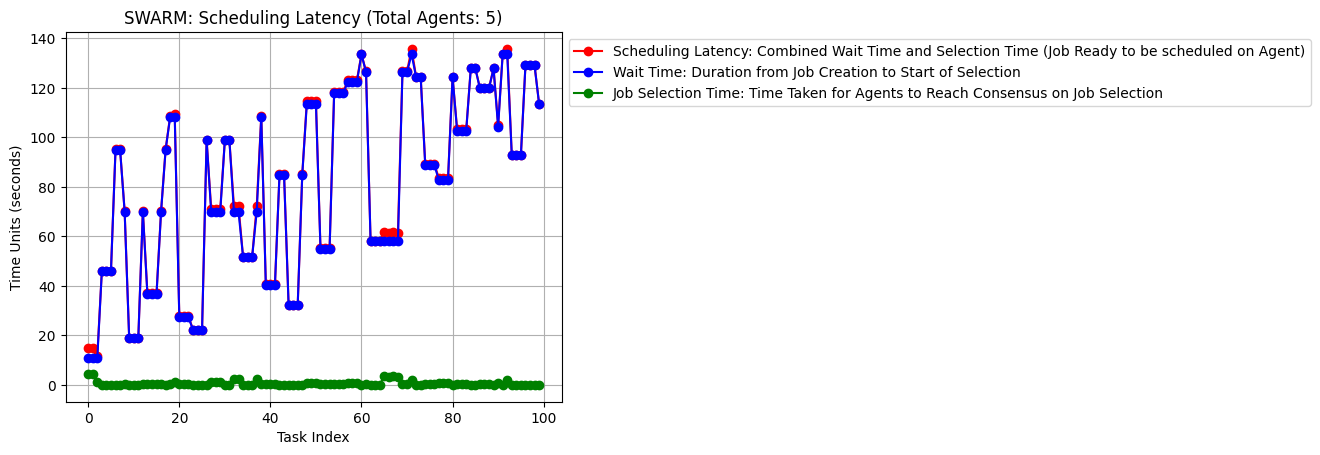 SWARM: Scheduling Latency (Total Agents: 5)
Scheduling Latency: Combined Wait Time and Selection Time (Job Ready to be scheduled on Agent)
Wait Time: Duration from Job Creation to Start of Selection
Job Selection Time: Time Taken for Agents to Reach Consensus on Job Selection
Time Units (seconds)
140
120
100
80
60
40
20
0
0 20 40 60 80 100
Task Index